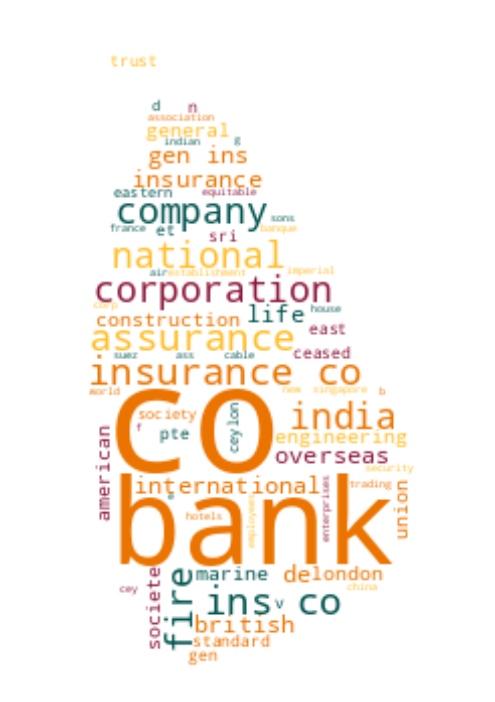 trust
d n
association
general
indian g
gen ins
insurance
eastern equitable
company sons
france et sri banque
national
air establishment imperial
corporation
corp life house
construction east
assurance
suez ass cable ceased
insurance co
world new singapore b
co
society india
f pte ceylon engineering
american overseas
security
international trading
e union
bank
hotels employees enterprises
fire marine de london
cey china
societe ins v co
british
standard
gen